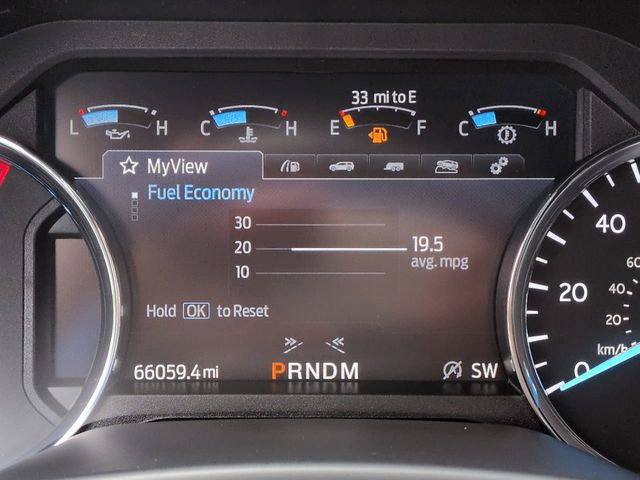 33 mi to E
L H C H E F C H
MyView
Fuel Economy
30
20 19.5
10 avg. mpg
Hold OK to Reset
66059.4 mi PRNDM SW
40
20
0
60
40
20
km/h